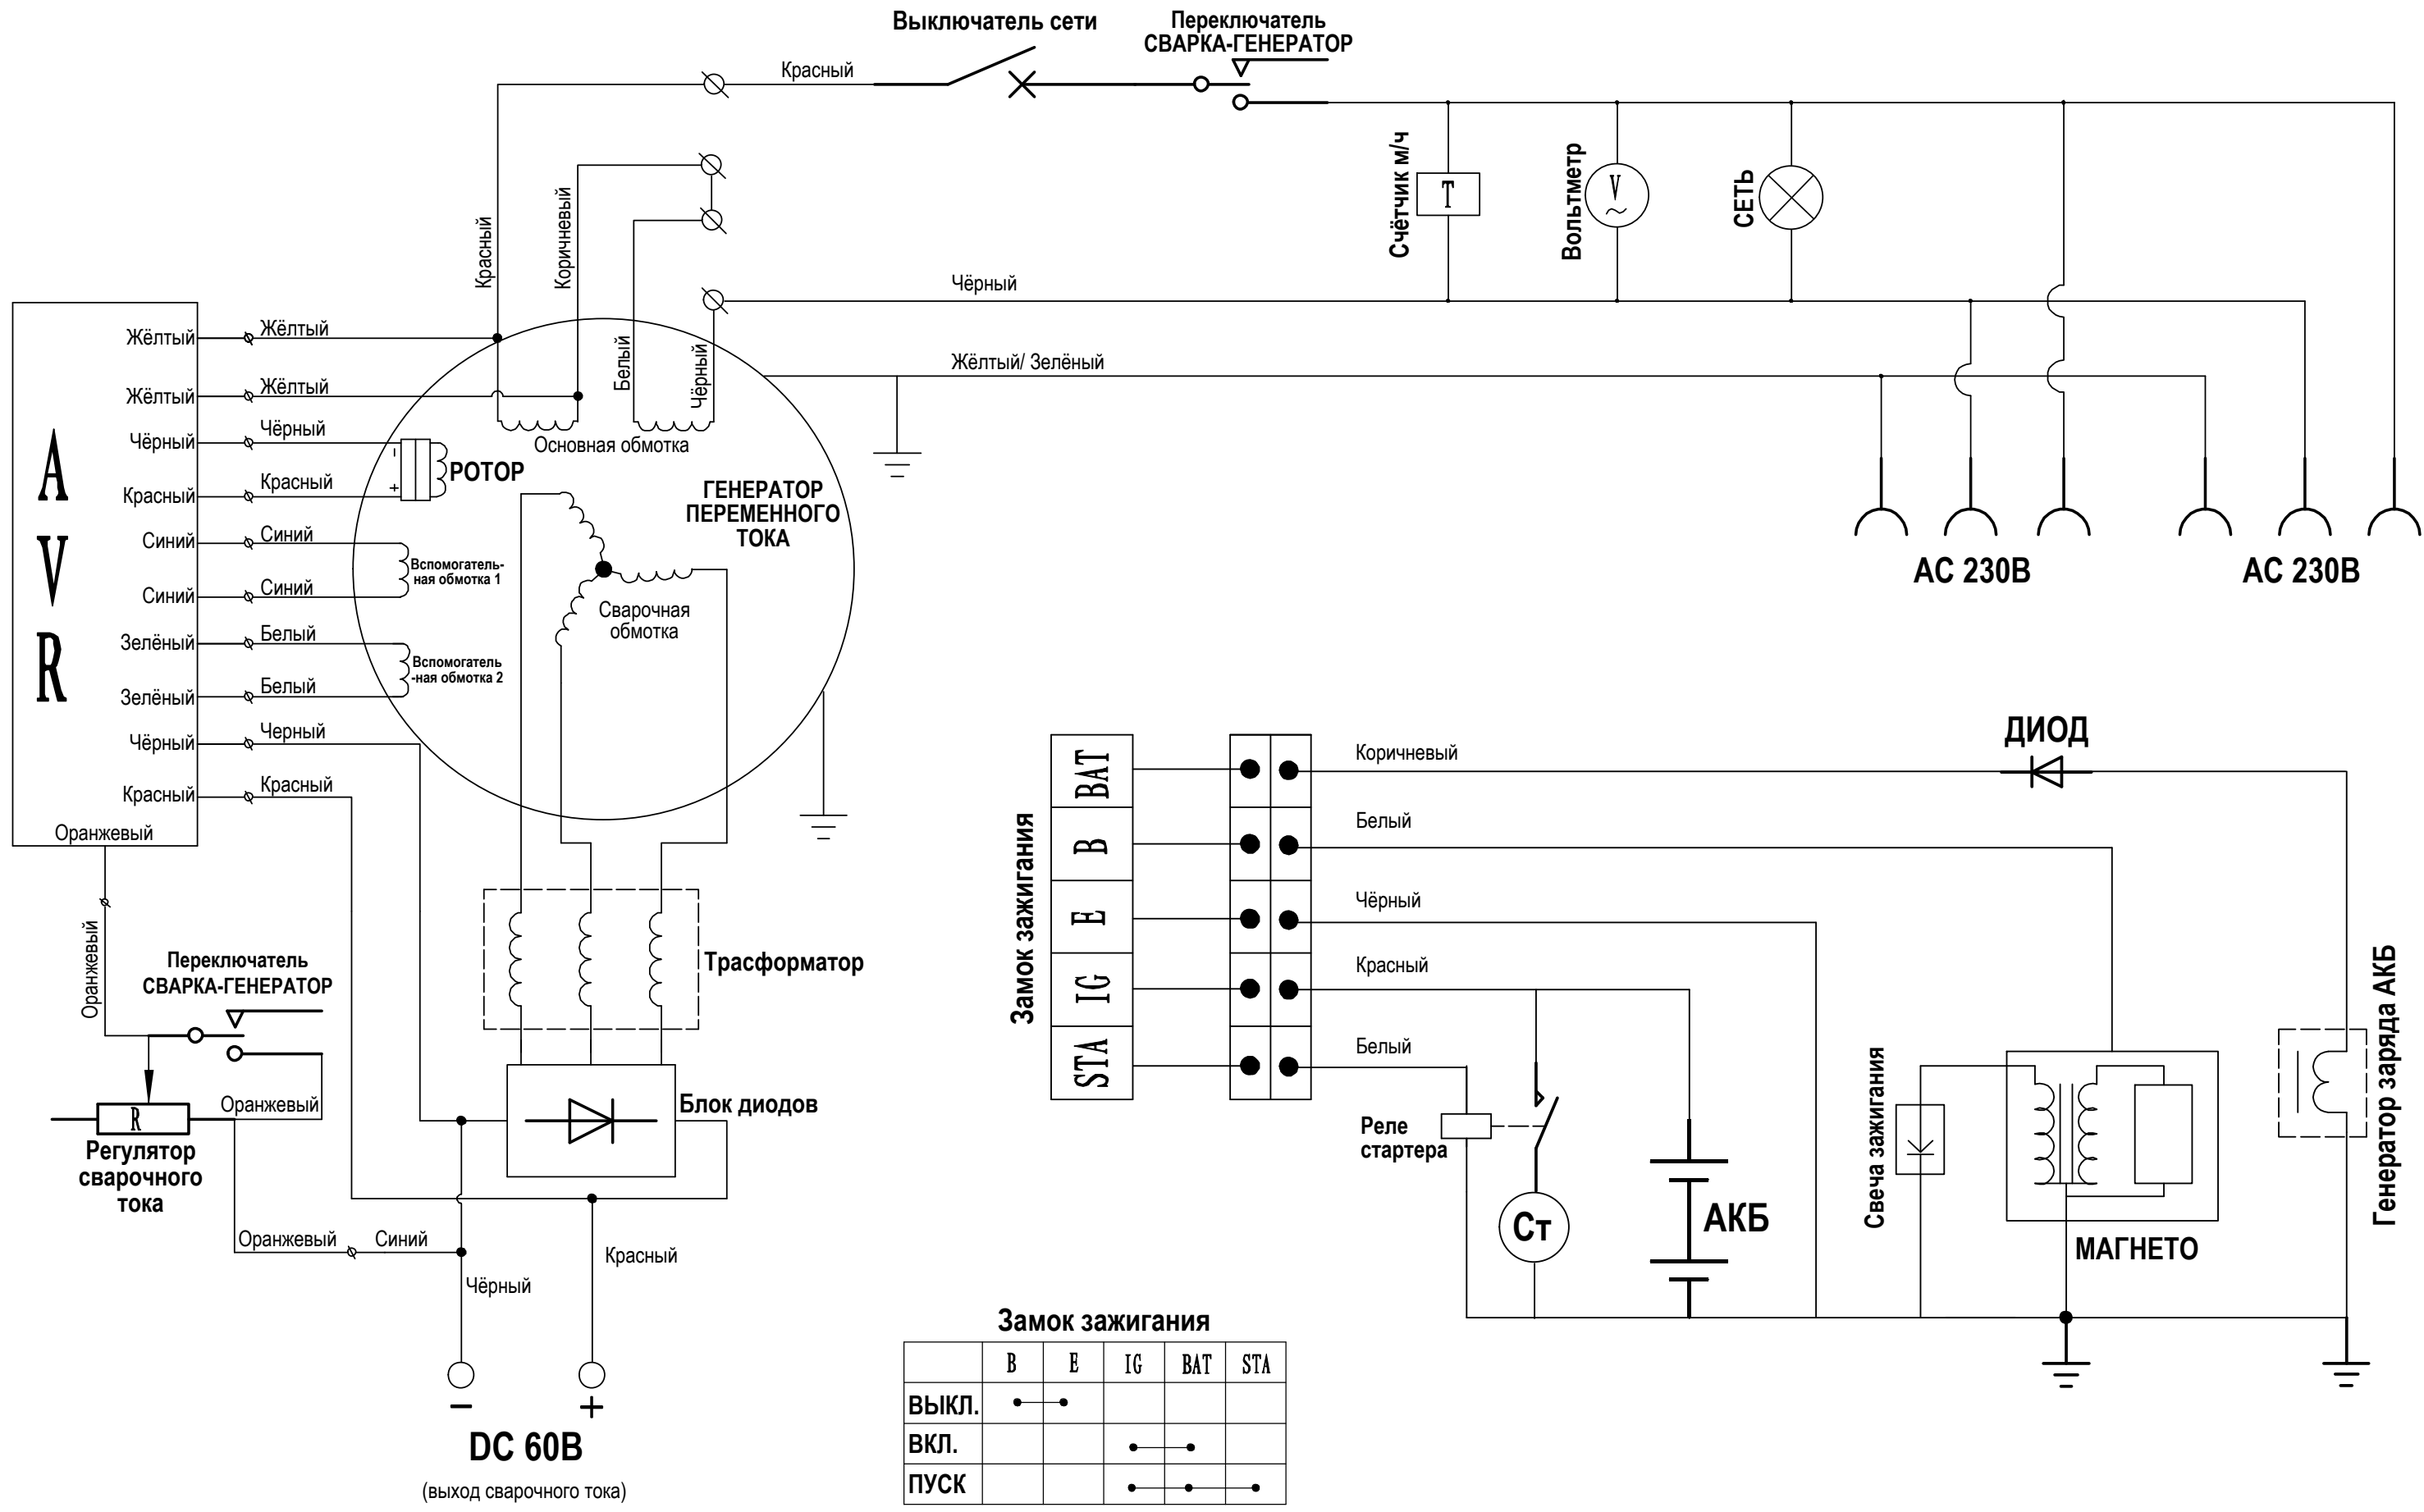 Выключатель сети
Переключатель
СВАРКА-ГЕНЕРАТОР
Красный
Счётчик м/ч
T
Вольтметр
V
СЕТЬ
Красный
Коричневый
Белый
Чёрный
Чёрный
Жёлтый/ Зелёный
AVR
Жёлтый
Жёлтый
Жёлтый
Жёлтый
Чёрный
Чёрный
Красный
Красный
Синий
Синий
Синий
Синий
Зелёный
Белый
Зелёный
Белый
Чёрный
Черный
Красный
Красный
Оранжевый
Основная обмотка
-
+
РОТОР
ГЕНЕРАТОР
ПЕРЕМЕННОГО
ТОКА
Вспомогатель-
ная обмотка 1
Сварочная
обмотка
Вспомогатель
-ная обмотка 2
АС 230В
АС 230В
Оранжевый
Переключатель
СВАРКА-ГЕНЕРАТОР
R
Оранжевый
Регулятор
сварочного
тока
Трасформатор
Блок диодов
Оранжевый
Синий
Чёрный
Красный
−
+
DC 60В
(выход сварочного тока)
Замок зажигания
BAT
B
E
IG
STA
Коричневый
Белый
Чёрный
Красный
Белый
ДИОД
Реле
стартера
Ст
АКБ
Свеча зажигания
МАГНЕТО
Генератор заряда АКБ
Замок зажигания
B E IG BAT STA
ВЫКЛ.
ВКЛ.
ПУСК